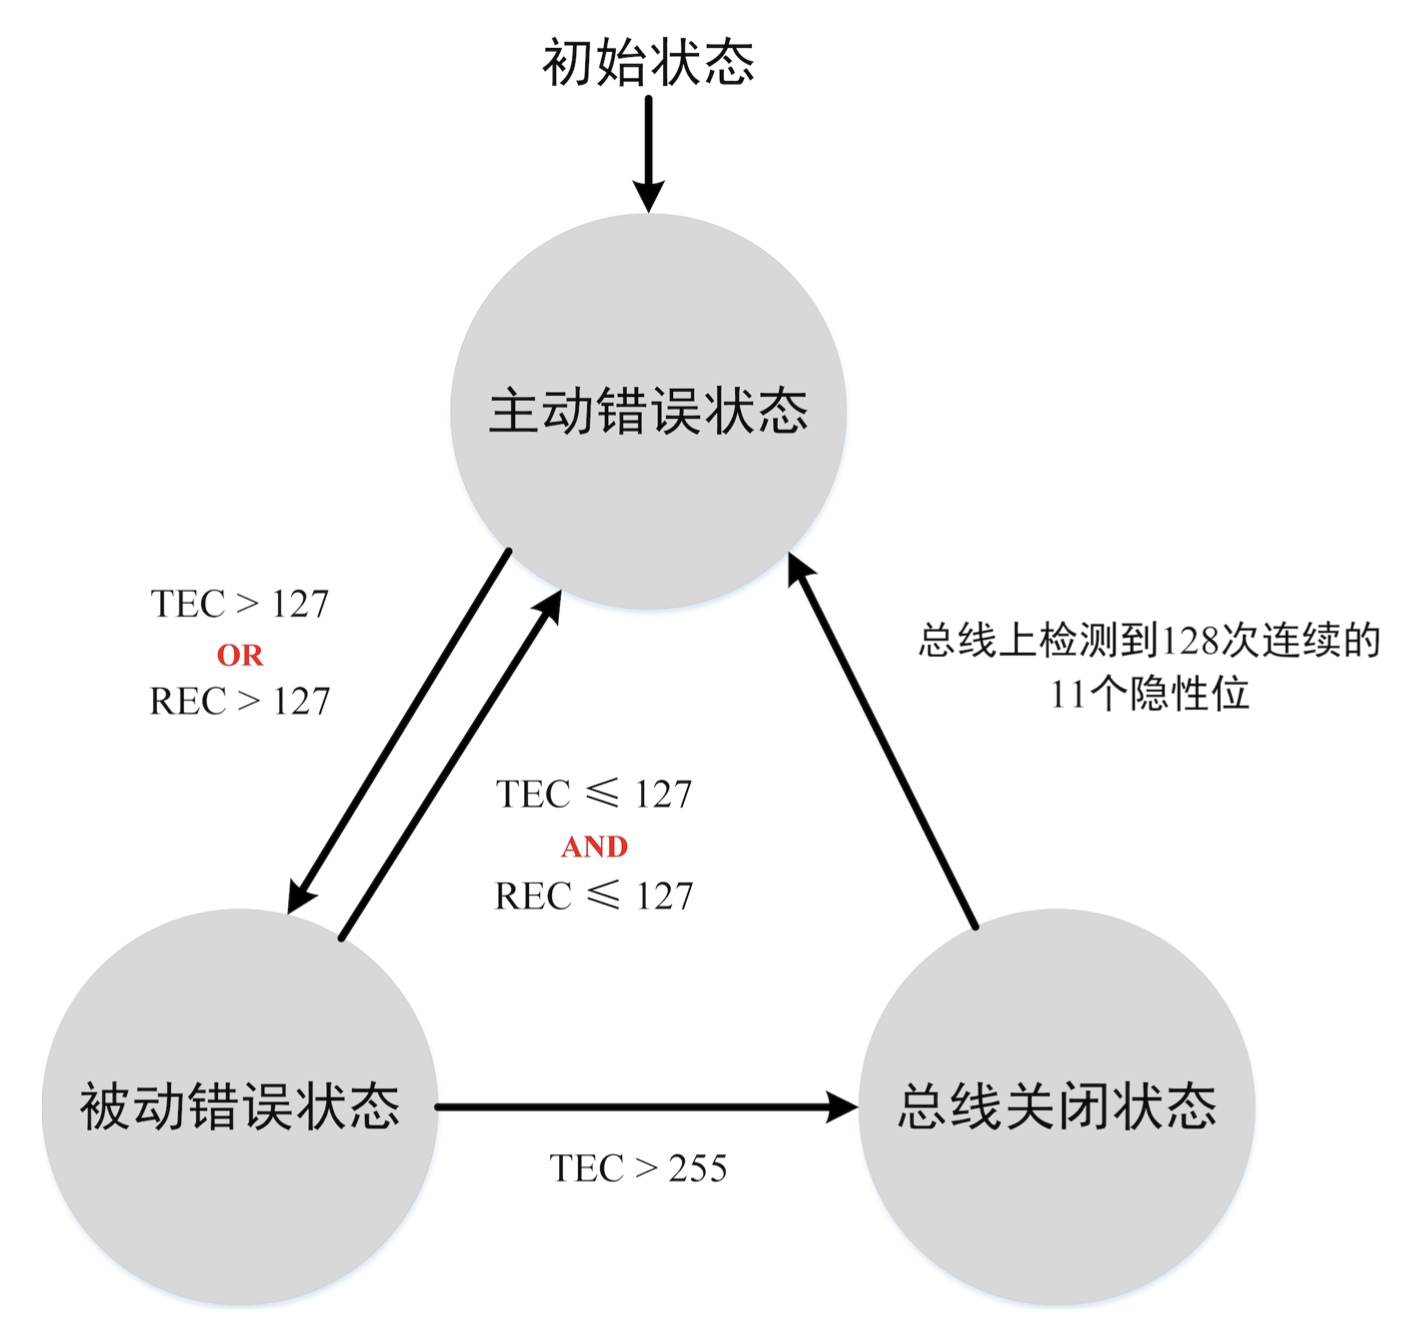 初始状态
主动错误状态
TEC > 127
OR
REC > 127
总线上检测到128次连续的
11个隐性位
TEC ≤ 127
AND
REC ≤ 127
被动错误状态
总线关闭状态
TEC > 255